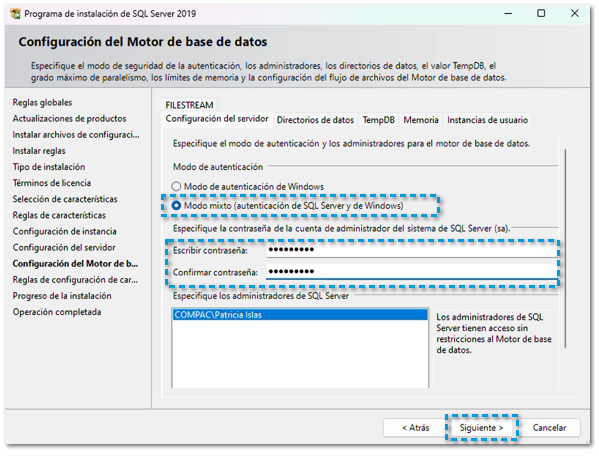 Programa de instalación de SQL Server 2019
Configuración del Motor de base de datos
Especifique el modo de seguridad de la autenticación, los administradores, los directorios de datos, el valor TempDB, el
grado máximo de paralelismo, los límites de memoria y la configuración del flujo de archivos del Motor de base de datos.
Reglas globales
Actualizaciones de productos
Instalar archivos de configuraci...
Instalar reglas
Tipo de instalación
Términos de licencia
Selección de características
Reglas de características
Configuración de instancia
Configuración del servidor
Configuración del Motor de b...
Reglas de configuración de car...
Progreso de la instalación
Operación completada
FILESTREAM
Configuración del servidor Directorios de datos TempDB Memoria Instancias de usuario
Especifique el modo de autenticación y los administradores para el motor de base de datos.
Modo de autenticación
Modo de autenticación de Windows
Modo mixto (autenticación de SQL Server y de Windows)
Especifique la contraseña de la cuenta de administrador del sistema de SQL Server (sa).
Escribir contraseña: ●●●●●●●●●
Confirmar contraseña: ●●●●●●●●●
Especifique los administradores de SQL Server
COMPAC\Patricia Islas
Los administradores de SQL
Server tienen acceso sin
restricciones al Motor de base
de datos.
< Atrás Siguiente > Cancelar